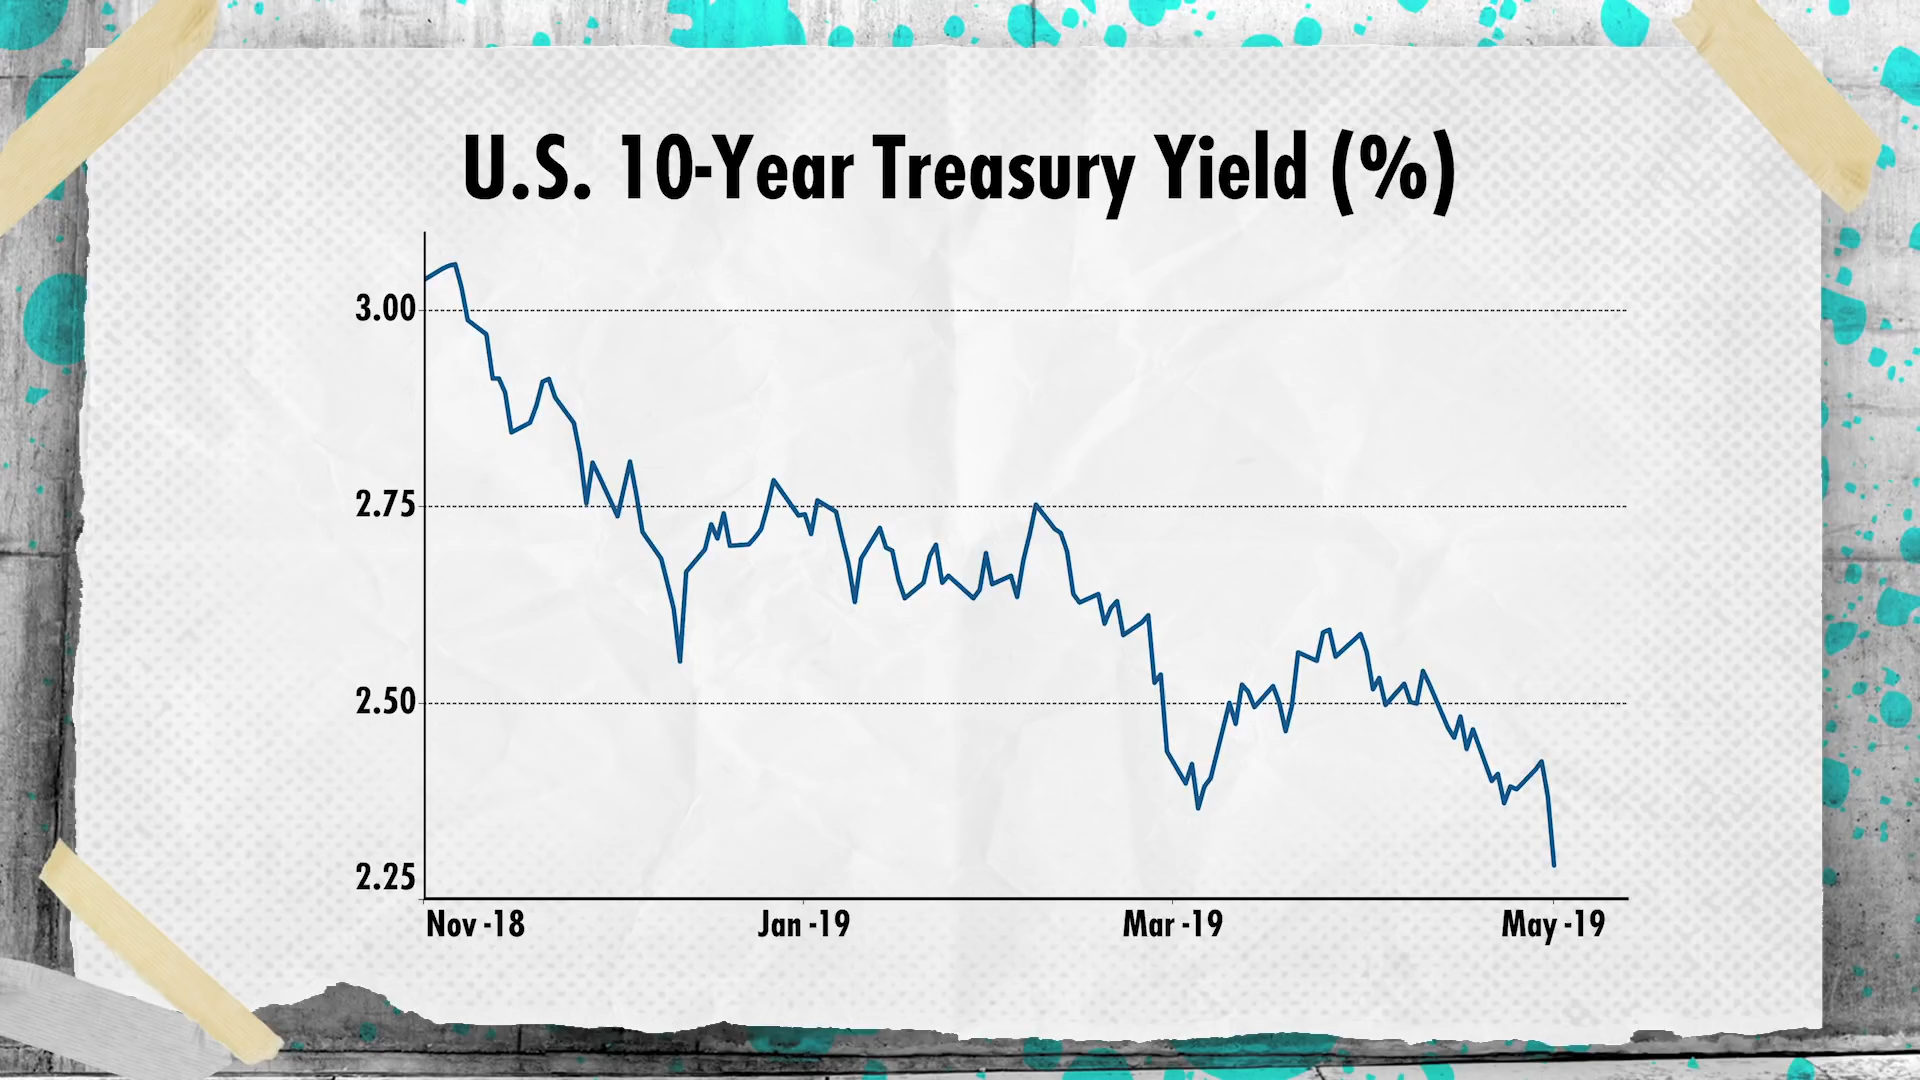 U.S. 10-Year Treasury Yield (%)
3.00
2.75
2.50
2.25
Nov -18
Jan -19
Mar -19
May -19